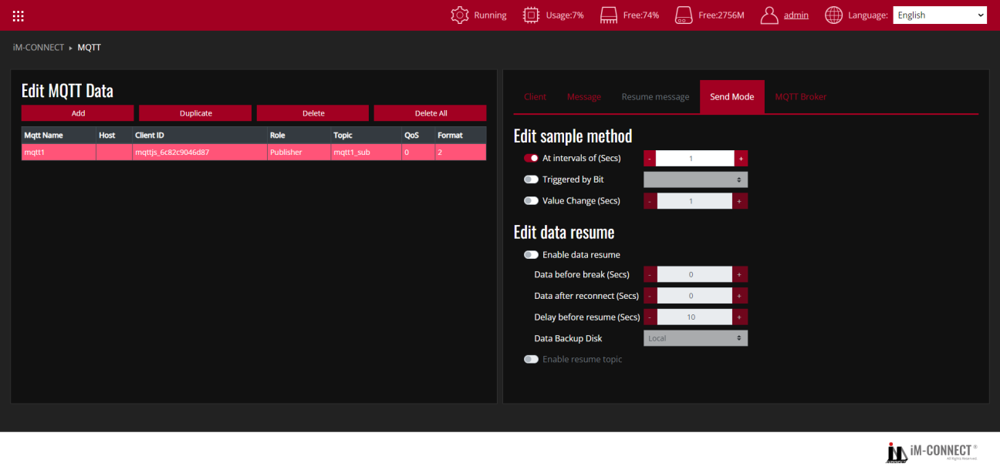 Running Usage:7% Free:74% Free:2756M admin Language: English
iM-CONNECT ▸ MQTT
Edit MQTT Data
Add Duplicate Delete Delete All
Mqtt Name Host Client ID Role Topic QoS Format
mqtt1 mqttjs_6c82c9046d87 Publisher mqtt1_sub 0 2
Client Message Resume message Send Mode MQTT Broker
Edit sample method
At intervals of (Secs) - 1 +
Triggered by Bit
Value Change (Secs) - 1 +
Edit data resume
Enable data resume
Data before break (Secs) - 0 +
Data after reconnect (Secs) - 0 +
Delay before resume (Secs) - 10 +
Data Backup Disk Local
Enable resume topic
iM-CONNECT ®
All Rights Reserved.